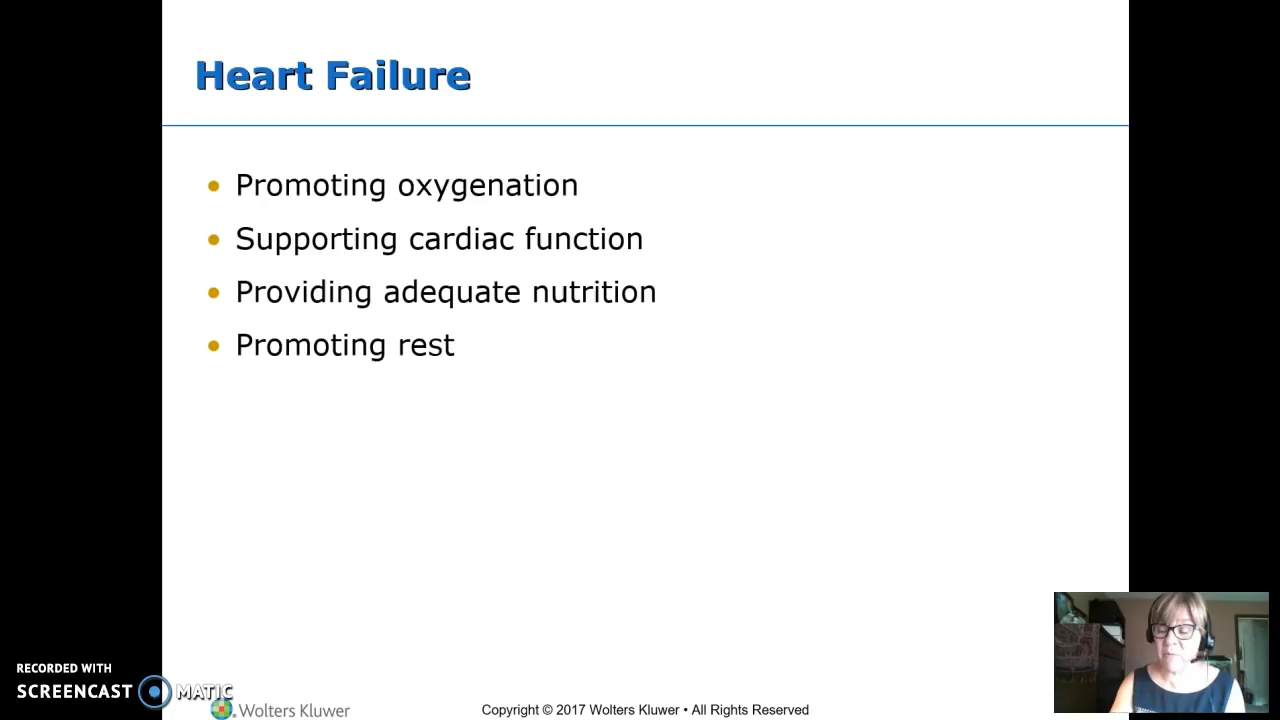 Heart Failure
• Promoting oxygenation
• Supporting cardiac function
• Providing adequate nutrition
• Promoting rest
RECORDED WITH
SCREENCAST MATIC
Wolters Kluwer
Copyright © 2017 Wolters Kluwer • All Rights Reserved